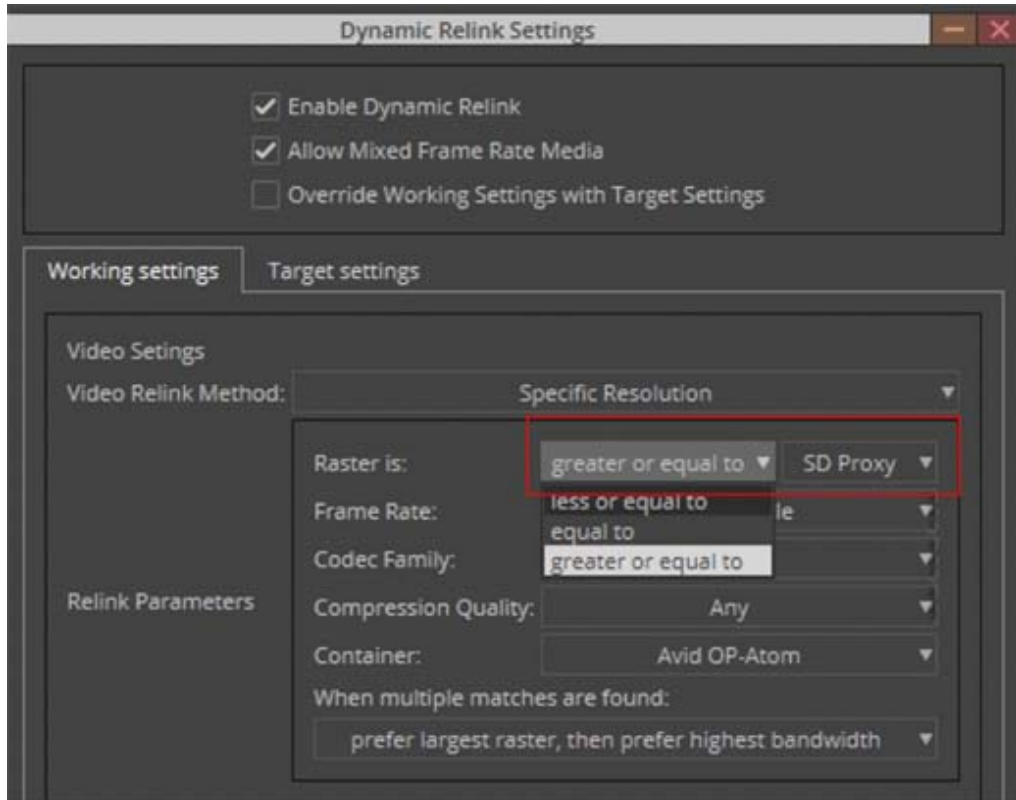 Dynamic Relink Settings
Enable Dynamic Relink
Allow Mixed Frame Rate Media
Override Working Settings with Target Settings
Working settings Target settings
Video Setings
Video Relink Method: Specific Resolution
Raster is: greater or equal to SD Proxy
less or equal to
Frame Rate: le
equal to
Codec Family: greater or equal to
Relink Parameters
Compression Quality: Any
Container: Avid OP-Atom
When multiple matches are found:
prefer largest raster, then prefer highest bandwidth